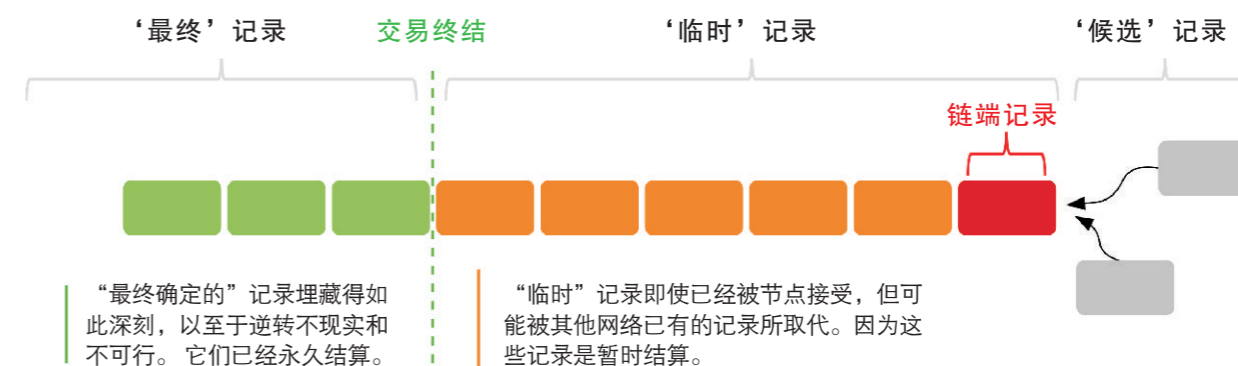 ‘最终’记录
交易终结
‘临时’记录
‘候选’记录
链端记录
“最终确定的”记录埋藏得如
此深刻，以至于逆转不现实和
不可行。 它们已经永久结算。
“临时”记录即使已经被节点接受，但可
能被其他网络已有的记录所取代。因为这
些记录是暂时结算。